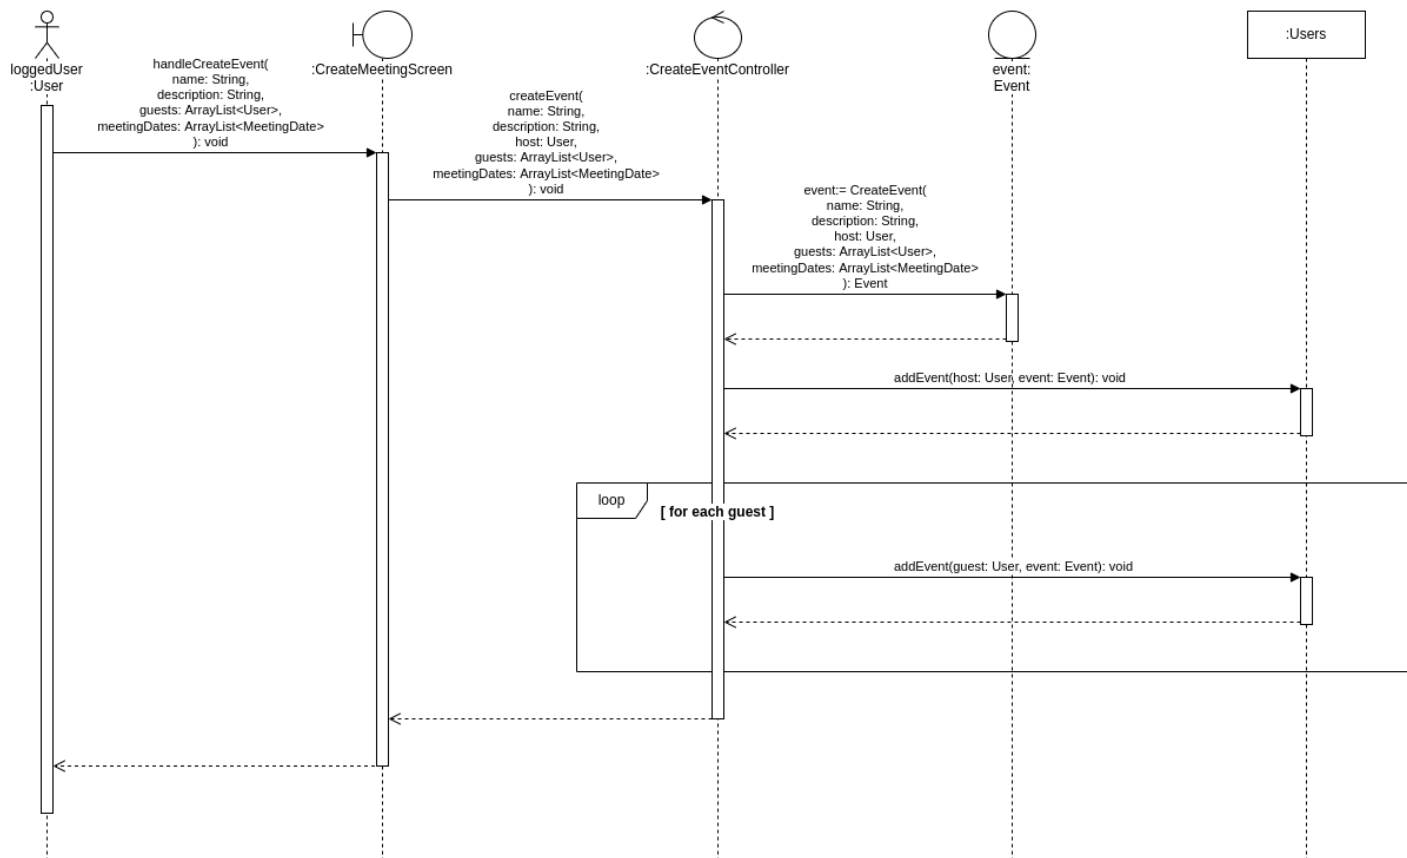 loggedUser
:User
:CreateMeetingScreen
:CreateEventController
event:
Event
:Users
handleCreateEvent(
name: String,
description: String,
guests: ArrayList<User>,
meetingDates: ArrayList<MeetingDate>
): void
createEvent(
name: String,
description: String,
host: User,
guests: ArrayList<User>,
meetingDates: ArrayList<MeetingDate>
): void
event:= CreateEvent(
name: String,
description: String,
host: User,
guests: ArrayList<User>,
meetingDates: ArrayList<MeetingDate>
): Event
addEvent(host: User, event: Event): void
loop
[ for each guest ]
addEvent(guest: User, event: Event): void